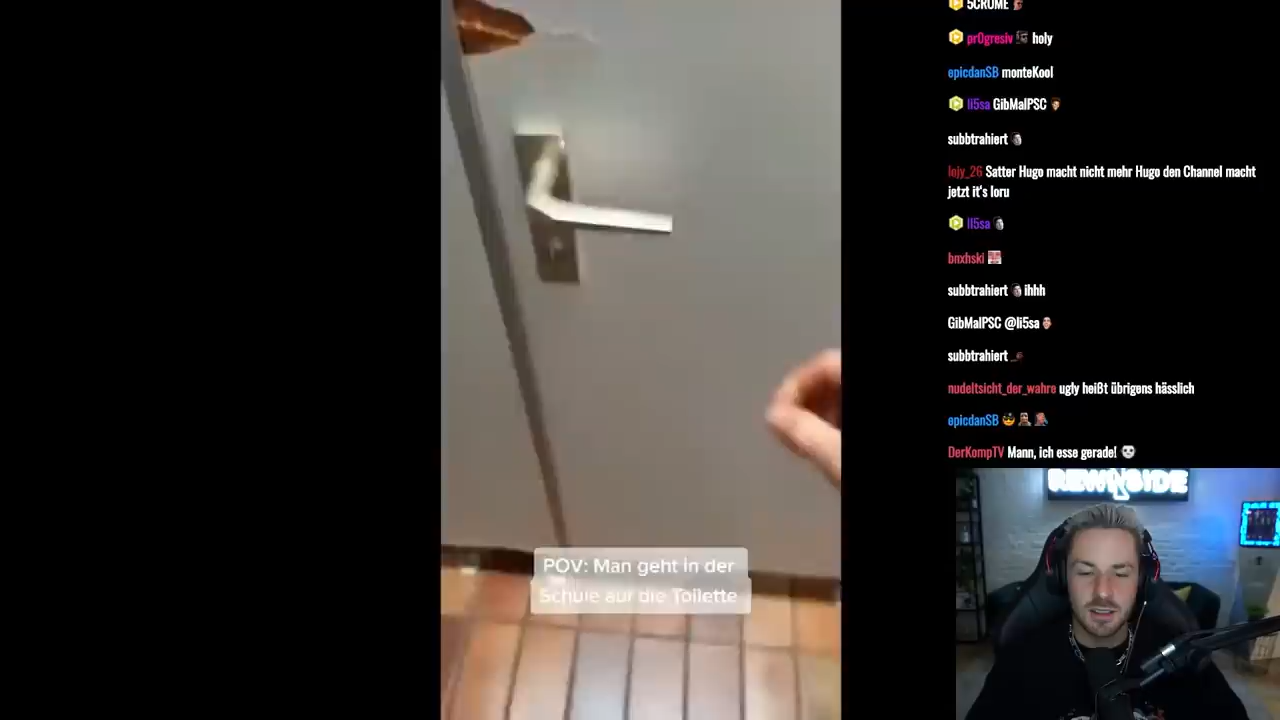 5CRUME
pr0gresiv holy
epicdanSB monteKool
li5sa GibMalPSC
subbtrahiert
lojy_26 Satter Hugo macht nicht mehr Hugo den Channel macht
jetzt it's loru
li5sa
bnxhski
subbtrahiert ihhh
GibMalPSC @li5sa
subbtrahiert
nudeltsicht_der_wahre ugly heißt übrigens hässlich
epicdanSB
DerKompTV Mann, ich esse gerade!
REWINSIDE
POV: Man geht in der
Schule auf die Toilette